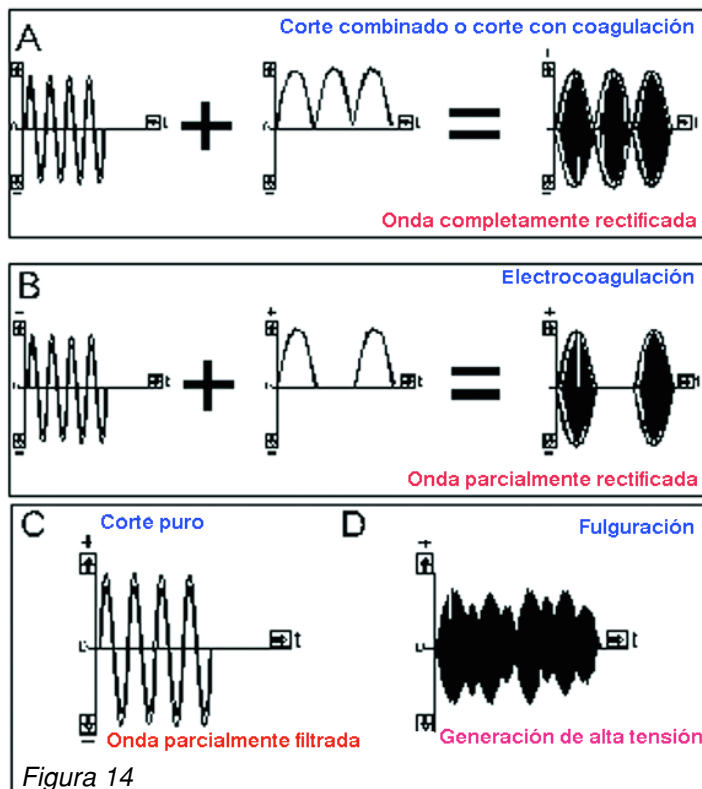 A
Corte combinado o corte con coagulación
t
+
t
=
t
Onda completamente rectificada
B
Electrocoagulación
t
+
t
=
t
Onda parcialmente rectificada
C
Corte puro
t
Onda parcialmente filtrada
D
Fulguración
t
Generación de alta tensión
Figura 14